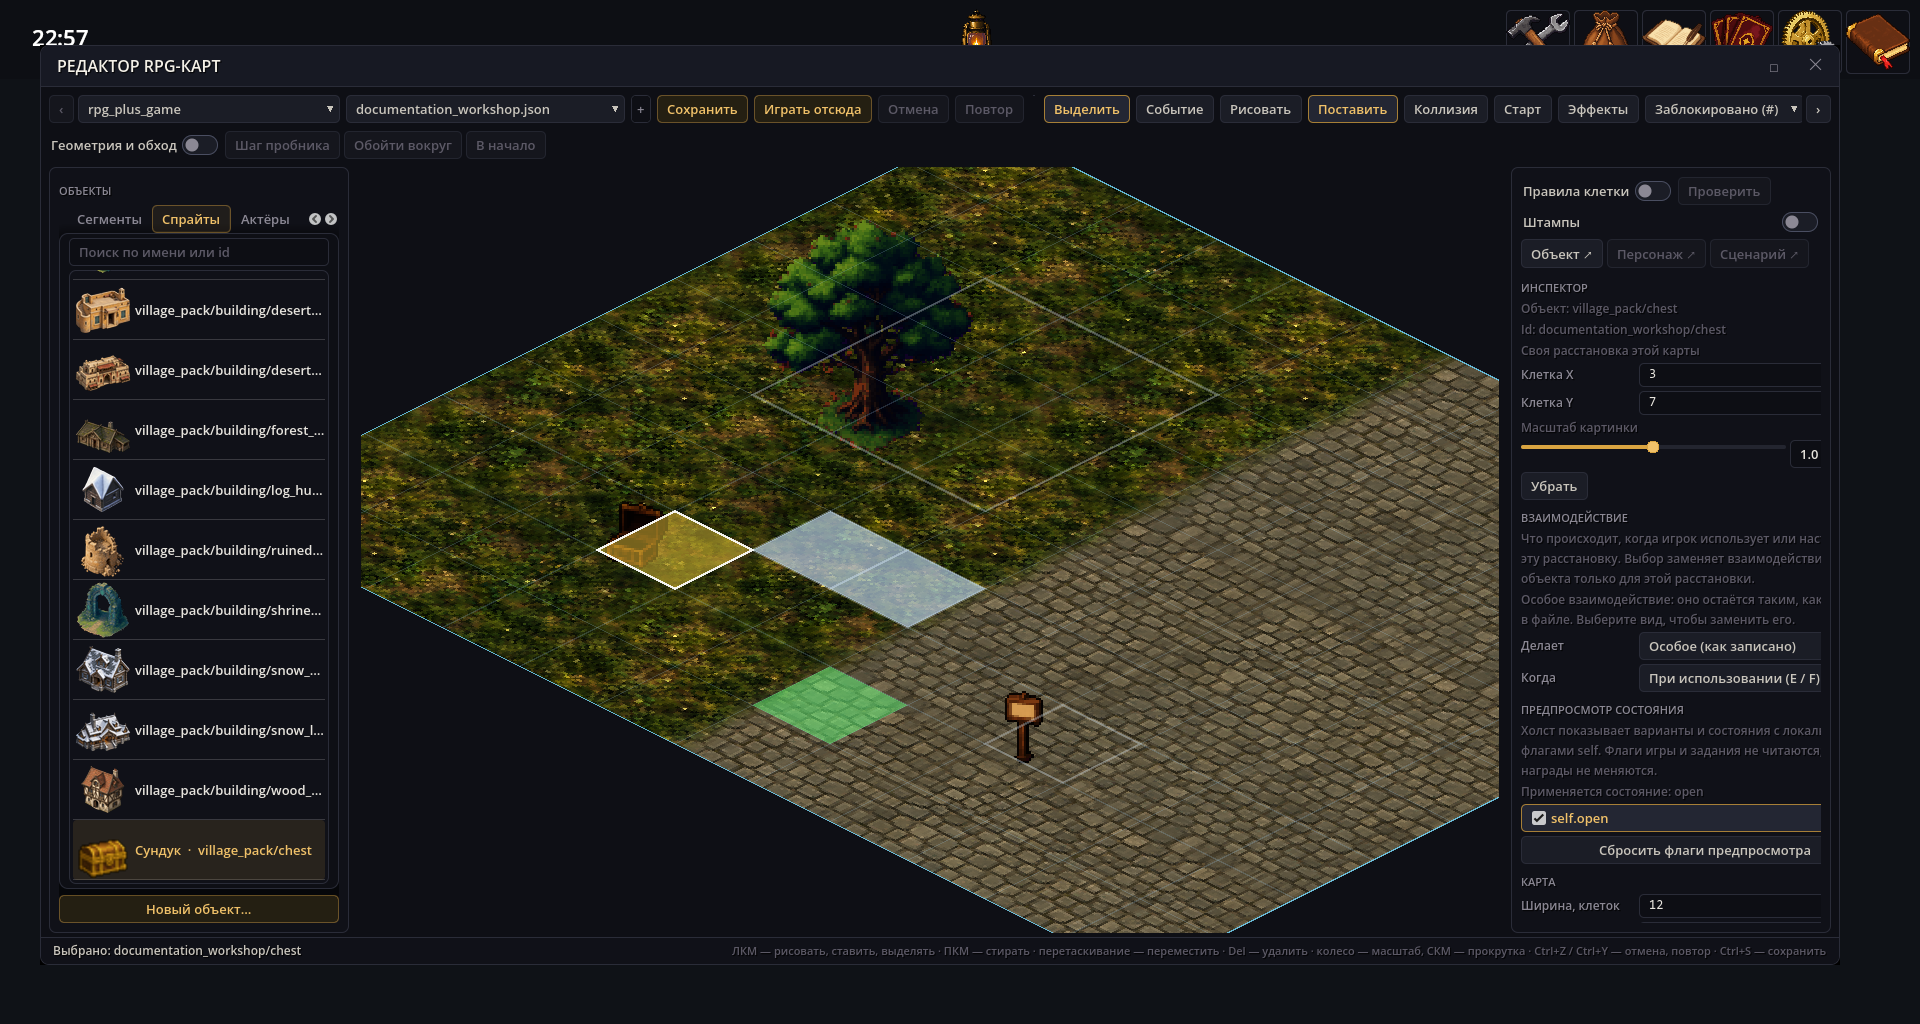 22:57
РЕДАКТОР RPG-КАРТ
rpg_plus_game
documentation_workshop.json
+
Сохранить
Играть отсюда
Отмена
Повтор
Выделить
Событие
Рисовать
Поставить
Коллизия
Старт
Эффекты
Заблокировано (#)
Геометрия и обход
Шаг пробника
Обойти вокруг
В начало
ОБЪЕКТЫ
Сегменты
Спрайты
Актёры
Поиск по имени или id
village_pack/building/desert...
village_pack/building/desert...
village_pack/building/forest_...
village_pack/building/log_hu...
village_pack/building/ruined...
village_pack/building/shrine...
village_pack/building/snow_...
village_pack/building/snow_l...
village_pack/building/wood_...
Сундук · village_pack/chest
Новый объект...
Правила клетки
Проверить
Штампы
Объект ↗
Персонаж ↗
Сценарий ↗
ИНСПЕКТОР
Объект: village_pack/chest
Id: documentation_workshop/chest
Своя расстановка этой карты
Клетка X 3
Клетка Y 7
Масштаб картинки
1.0
Убрать
ВЗАИМОДЕЙСТВИЕ
Что происходит, когда игрок использует или нас
эту расстановку. Выбор заменяет взаимодействи
объекта только для этой расстановки.
Особое взаимодействие: оно остаётся таким, как
в файле. Выберите вид, чтобы заменить его.
Делает Особое (как записано)
Когда При использовании (E / F)
ПРЕДПРОСМОТР СОСТОЯНИЯ
Холст показывает варианты и состояния с локаль
флагами self. Флаги игры и задания не читаются
награды не меняются.
Применяется состояние: open
self.open
Сбросить флаги предпросмотра
КАРТА
Ширина, клеток 12
Выбрано: documentation_workshop/chest
ЛКМ — рисовать, ставить, выделять · ПКМ — стирать · перетаскивание — переместить · Del — удалить · колесо — масштаб, СКМ — прокрутка · Ctrl+Z / Ctrl+Y — отмена, повтор · Ctrl+S — сохранить